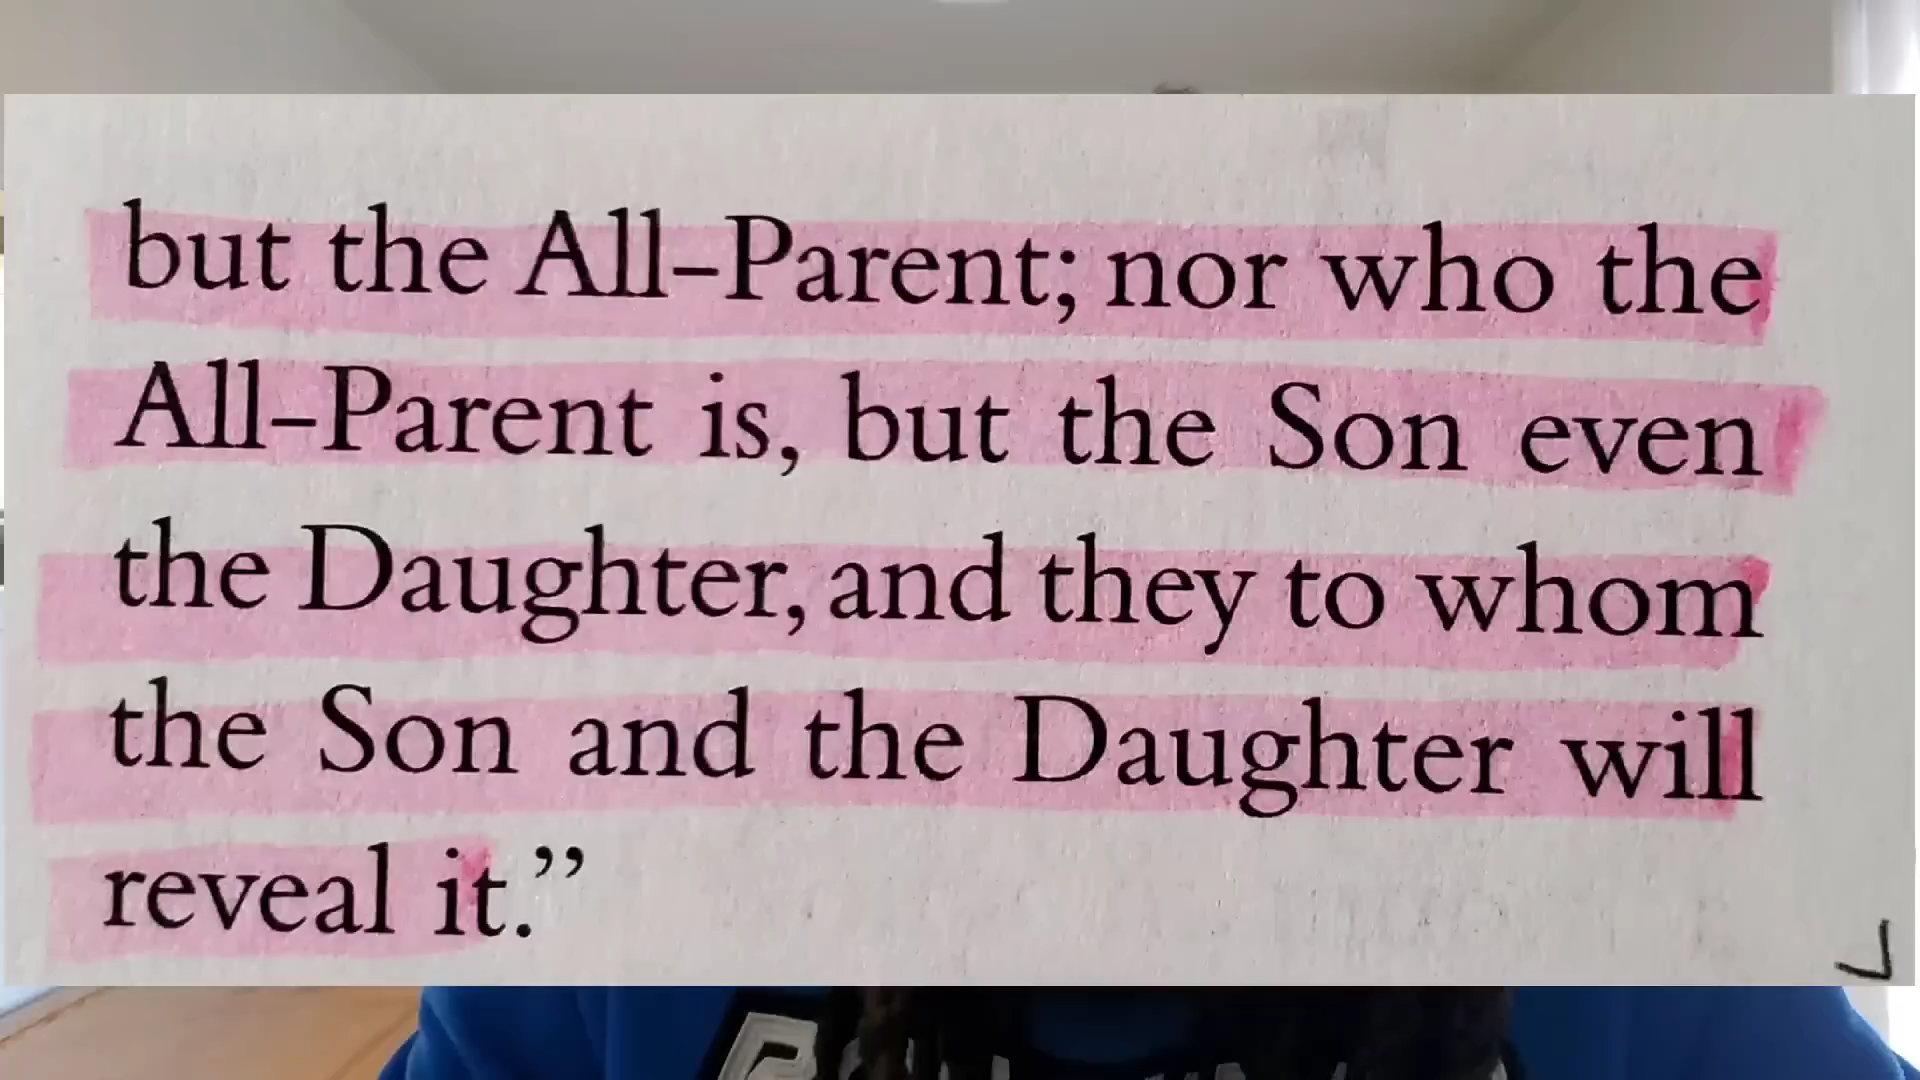 but the All-Parent; nor who the
All-Parent is, but the Son even
the Daughter, and they to whom
the Son and the Daughter will
reveal it.”